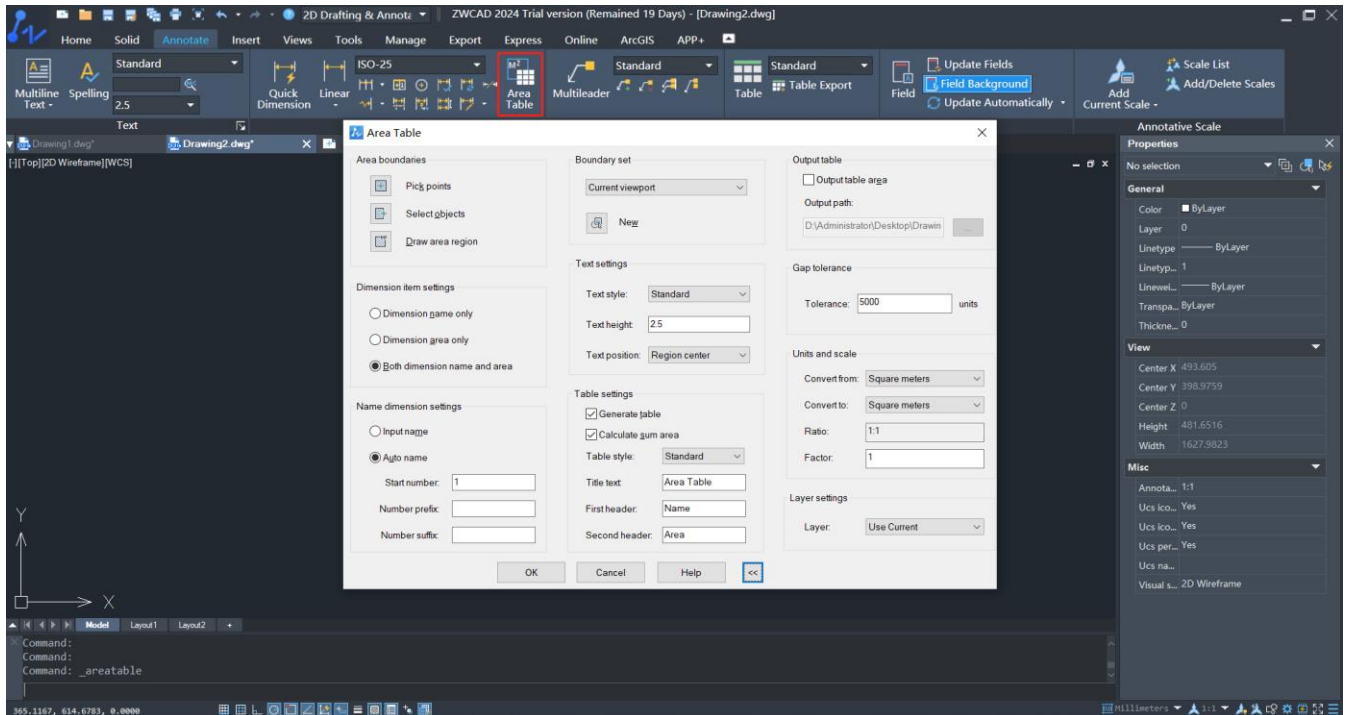 2D Drafting & Annota
ZWCAD 2024 Trial version (Remained 19 Days) - [Drawing2.dwg]
Home Solid Annotate Insert Views Tools Manage Export Express Online ArcGIS APP+
Multiline Text
Spelling
Standard
2.5
Text
Quick Dimension
Linear
ISO-25
M²
Area Table
Multileader
Standard
Table
Standard
Table Export
Field
Update Fields
Field Background
Update Automatically
Add Current Scale
Scale List
Add/Delete Scales
Annotative Scale
Drawing1.dwg*
Drawing2.dwg*
[-][Top][2D Wireframe][WCS]
Area Table
Area boundaries
Pick points
Select objects
Draw area region
Dimension item settings
Dimension name only
Dimension area only
Both dimension name and area
Name dimension settings
Input name
Auto name
Start number: 1
Number prefix:
Number suffix:
Boundary set
Current viewport
New
Text settings
Text style: Standard
Text height: 2.5
Text position: Region center
Table settings
Generate table
Calculate sum area
Table style: Standard
Title text: Area Table
First header: Name
Second header: Area
Output table
Output table area
Output path:
D:\Administrator\Desktop\Drawin
...
Gap tolerance
Tolerance: 5000 units
Units and scale
Convert from: Square meters
Convert to: Square meters
Ratio: 1:1
Factor: 1
Layer settings
Layer: Use Current
OK Cancel Help <<
Properties
No selection
General
Color ByLayer
Layer 0
Linetype ByLayer
Linetyp... 1
Linewei... ByLayer
Transpa... ByLayer
Thickne... 0
View
Center X 493.605
Center Y 398.9759
Center Z 0
Height 481.6516
Width 1627.9823
Misc
Annota... 1:1
Ucs ico... Yes
Ucs ico... Yes
Ucs per... Yes
Ucs na...
Visual s... 2D Wireframe
Y
X
Model Layout1 Layout2 +
Command:
Command:
Command: _areatable
365.1167, 614.6783, 0.0000
Millimeters 1:1